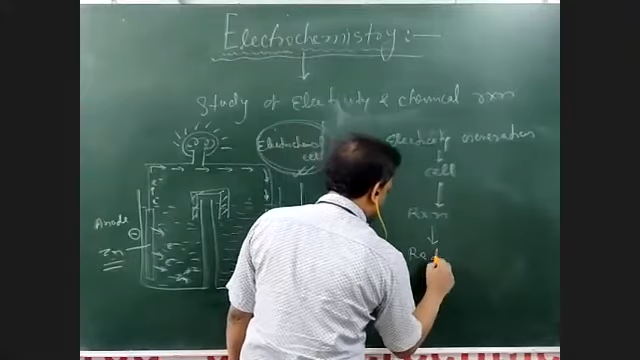 Electrochemistry :-
Study of Electricity & chemical rxn
Electrochemical
cell
Electricity generation
cell
Rxn
Red
e-
e-
Anode
Zn